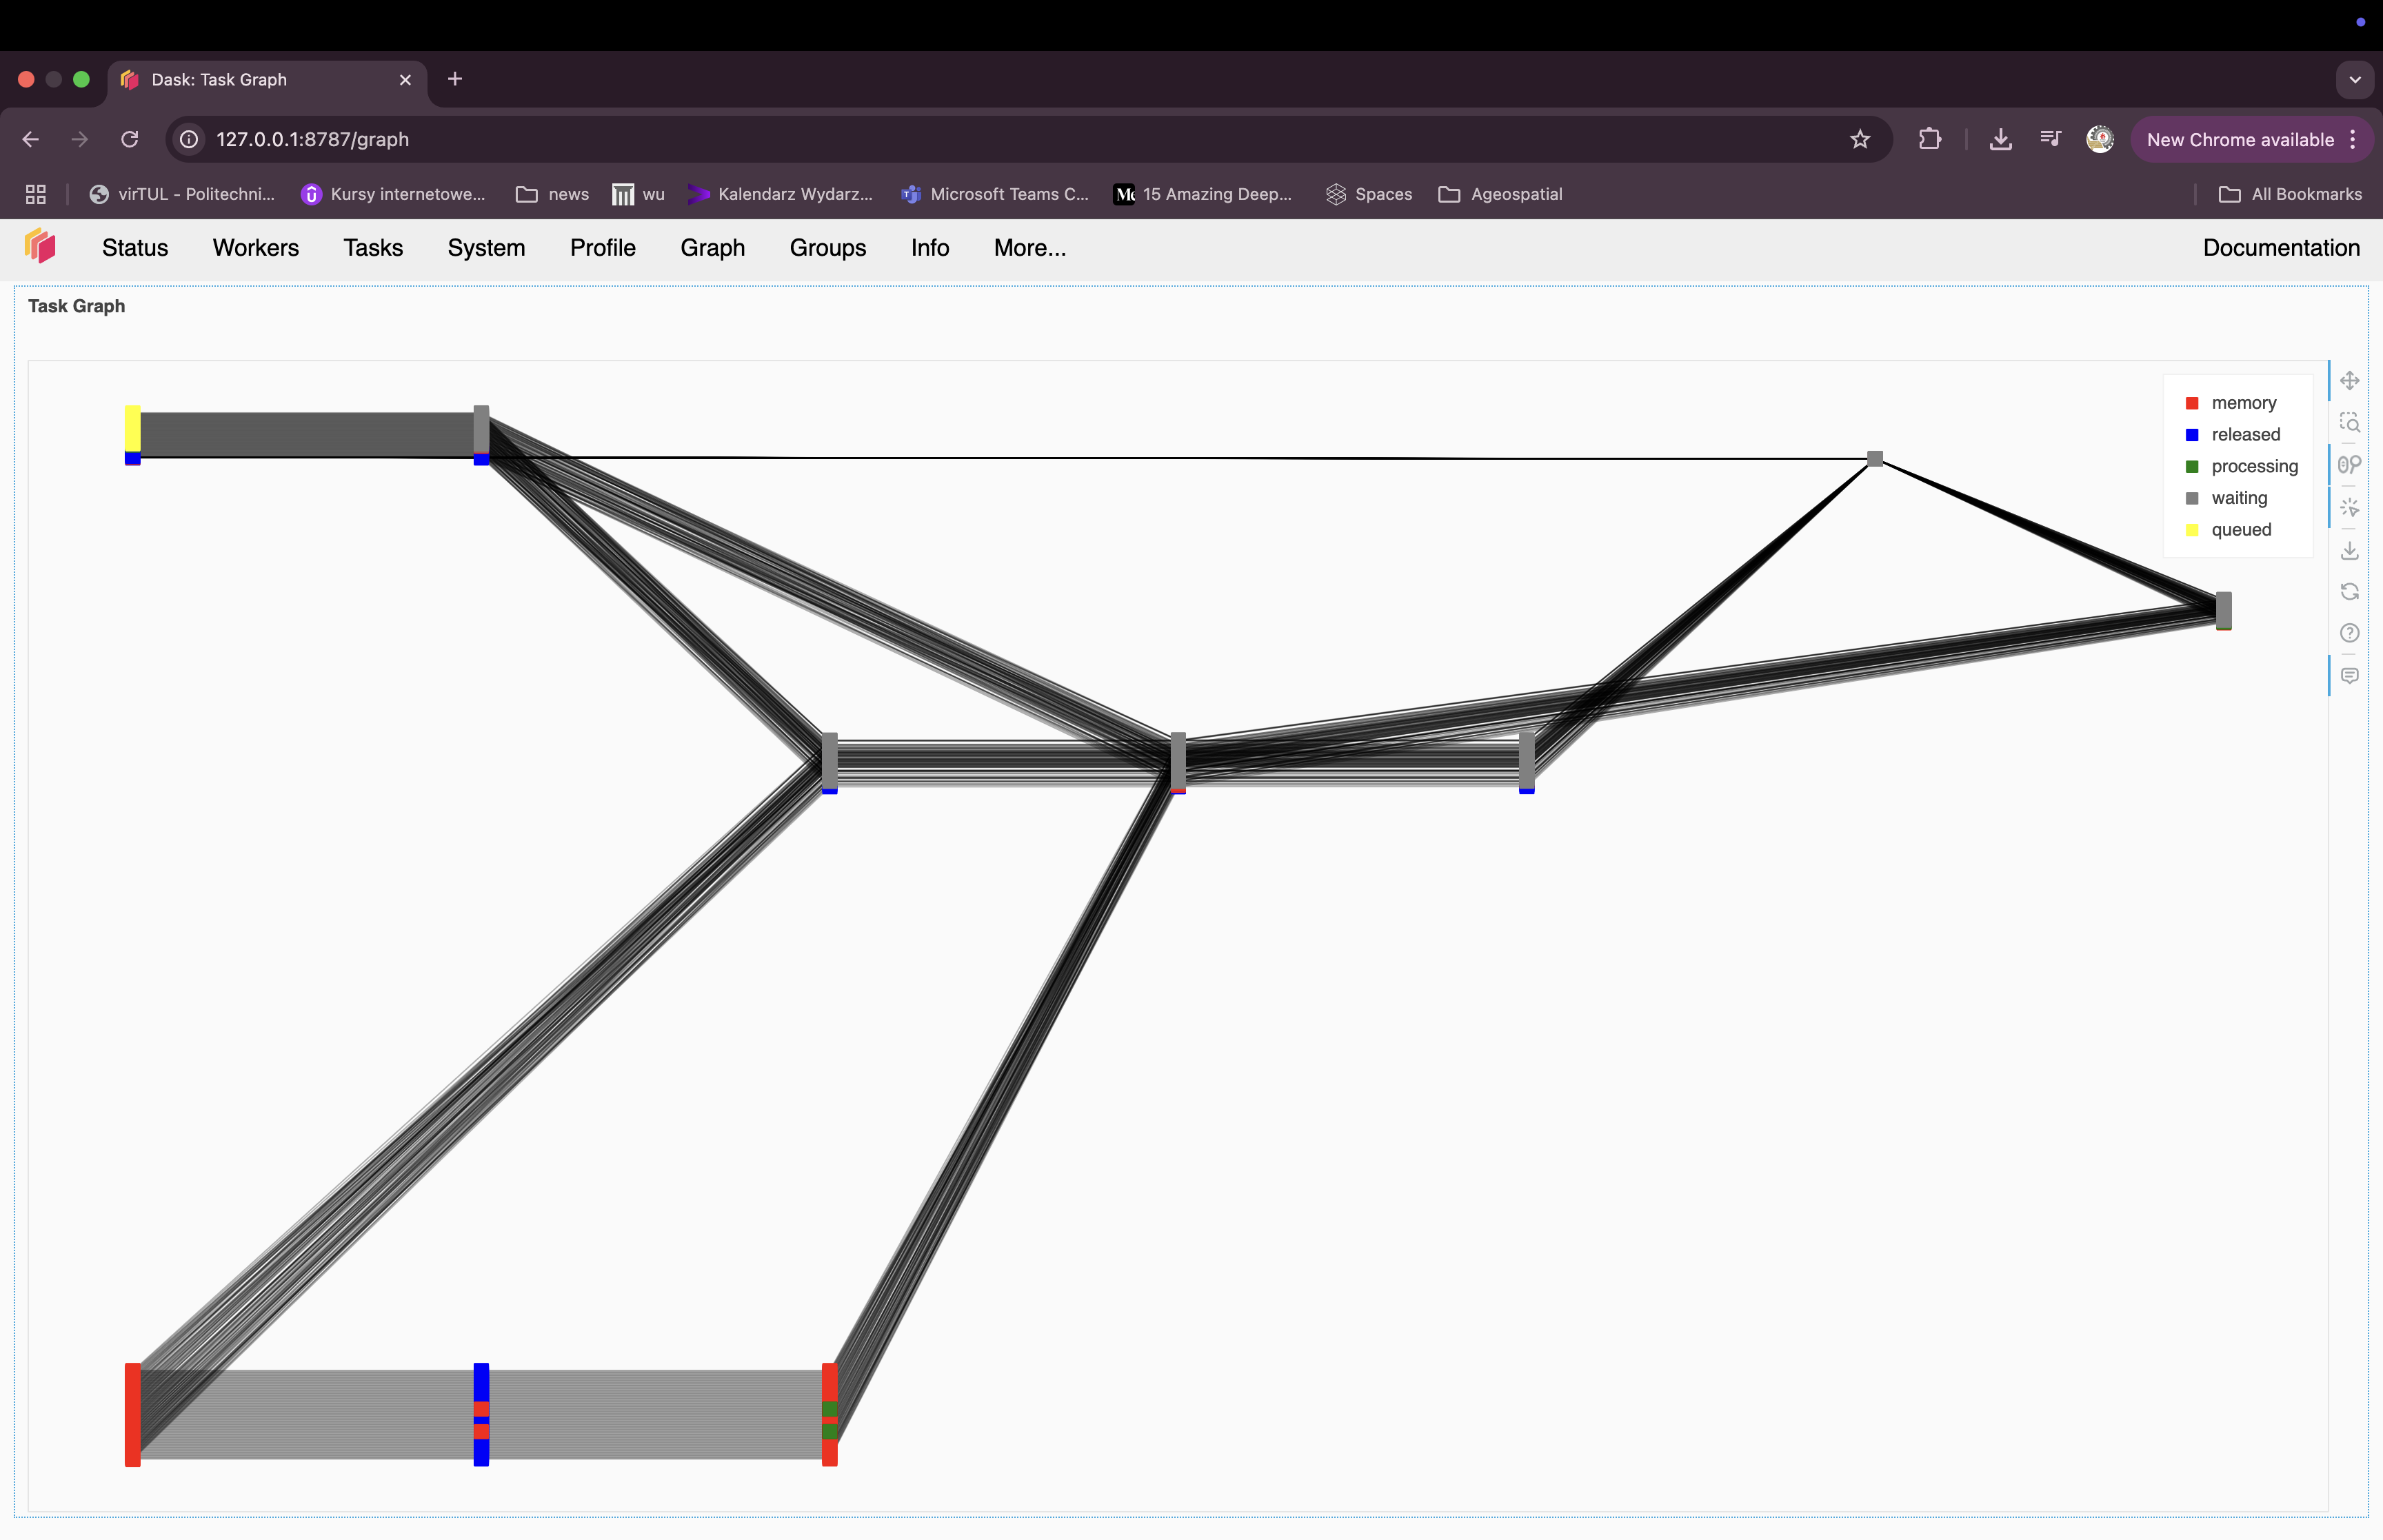 Dask: Task Graph
127.0.0.1:8787/graph
New Chrome available
virTUL - Politechni...
Kursy internetowe...
news
wu
Kalendarz Wydarz...
Microsoft Teams C...
15 Amazing Deep...
Spaces
Ageospatial
All Bookmarks
Status Workers Tasks System Profile Graph Groups Info More... Documentation
Task Graph
memory
released
processing
waiting
queued